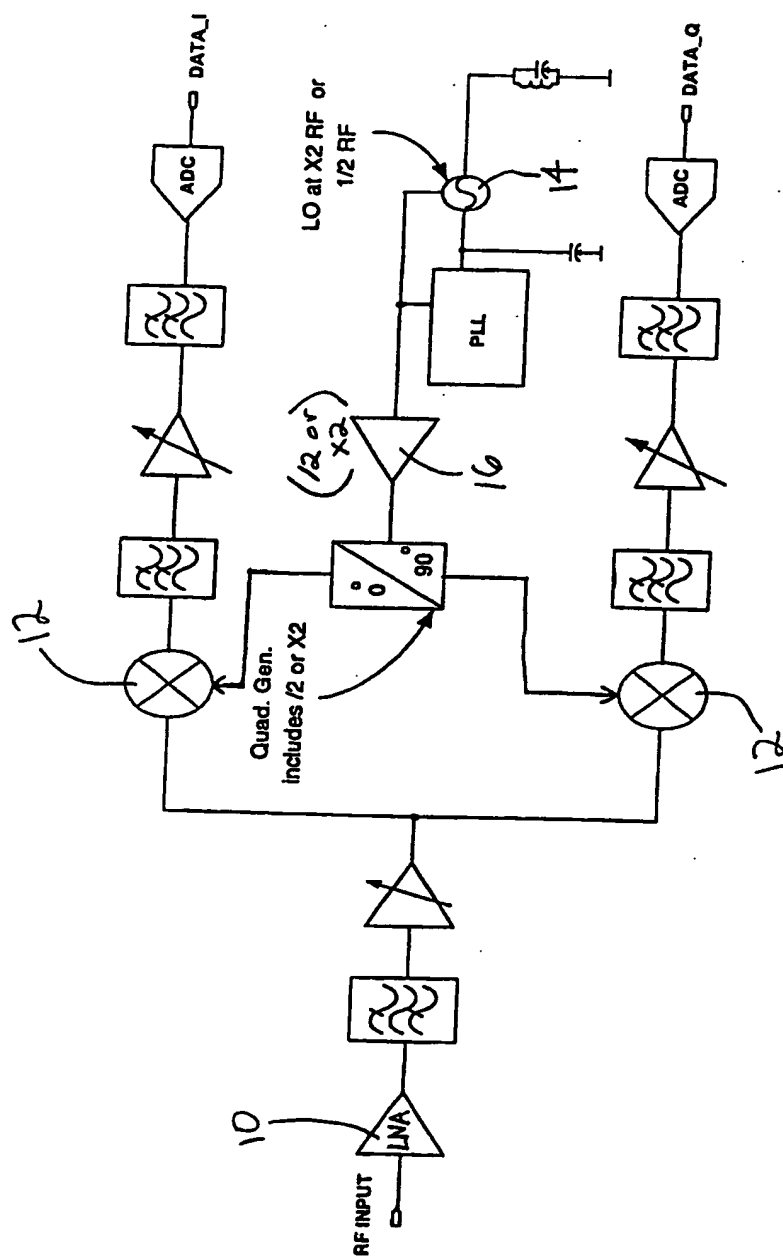 RF INPUT
10
LNA
12
Quad. Gen.
includes /2 or X2
0°
90°
(1/2 or
X2)
16
PLL
LO at X2 RF or
1/2 RF
14
ADC
DATA_I
12
ADC
DATA_Q